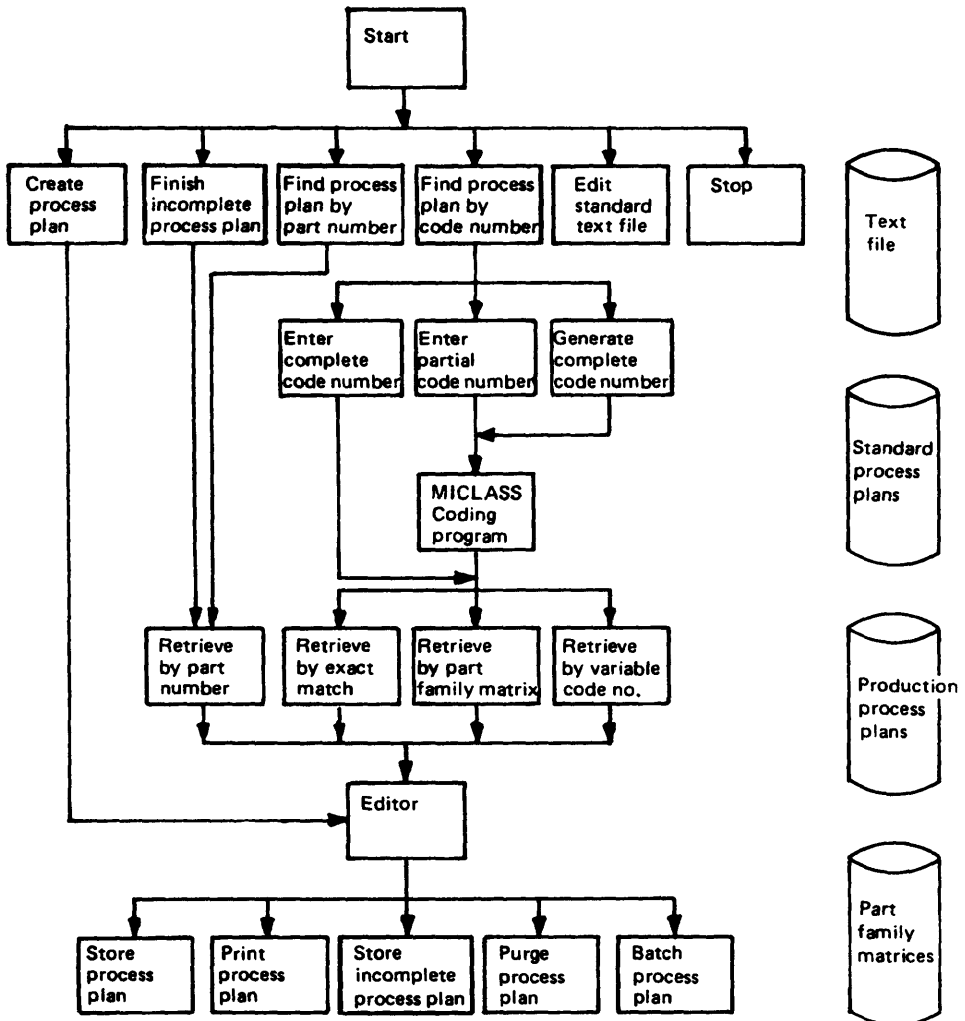 Start
Create
process
plan
Finish
incomplete
process plan
Find process
plan by
part number
Find process
plan by
code number
Edit
standard
text file
Stop
Text
file
Enter
complete
code number
Enter
partial
code number
Generate
complete
code number
Standard
process
plans
MICLASS
Coding
program
Retrieve
by part
number
Retrieve
by exact
match
Retrieve
by part
family matrix
Retrieve
by variable
code no.
Production
process
plans
Editor
Store
process
plan
Print
process
plan
Store
incomplete
process plan
Purge
process
plan
Batch
process
plan
Part
family
matrices